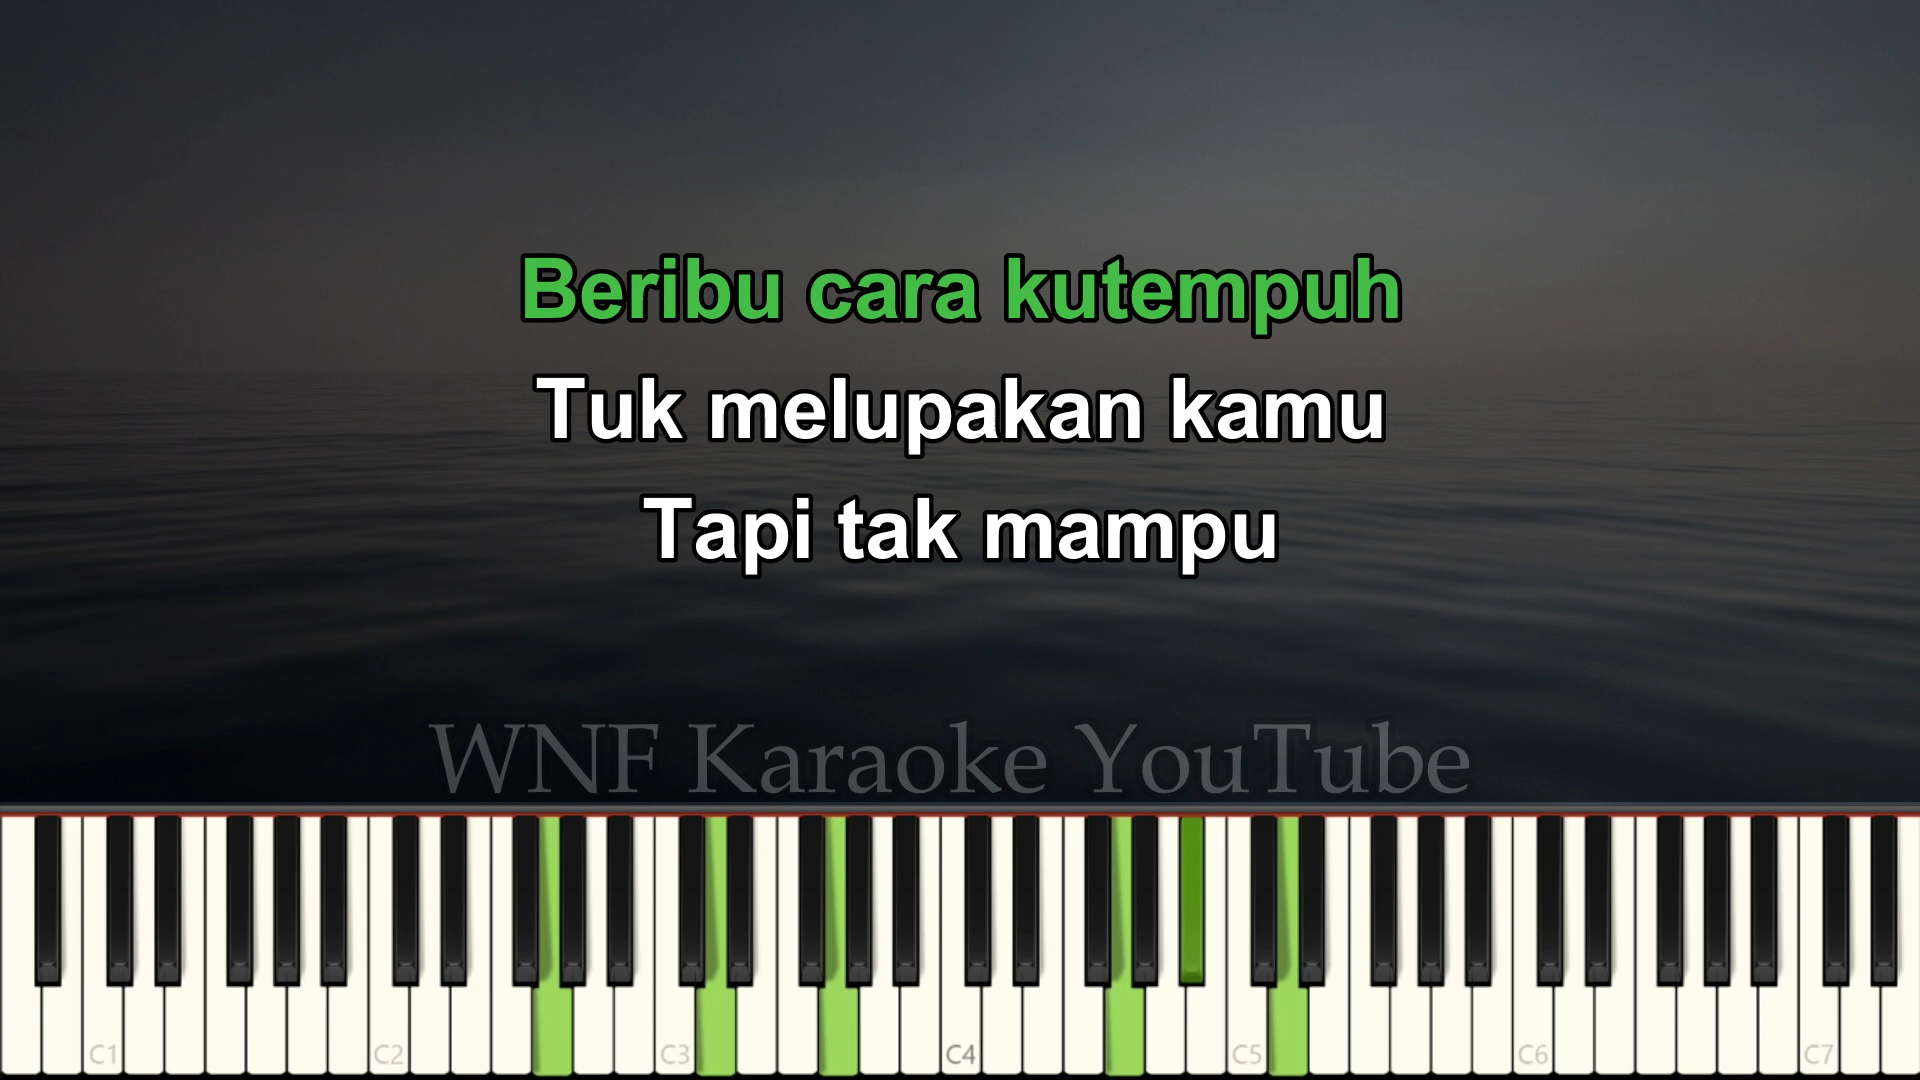 Beribu cara kutempuh
Tuk melupakan kamu
Tapi tak mampu
WNF Karaoke YouTube
C1 C2 C3 C4 C5 C6 C7